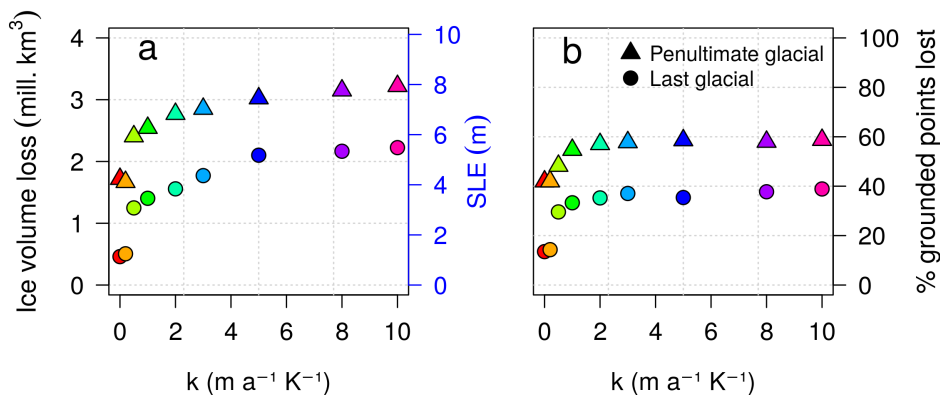 a
Ice volume loss (mill. km³)
4
3
2
1
0
10
8
6
4
2
0
SLE (m)
0 2 4 6 8 10
k (m a⁻¹ K⁻¹)
b
Penultimate glacial
Last glacial
100
80
60
40
20
0
% grounded points lost
0 2 4 6 8 10
k (m a⁻¹ K⁻¹)